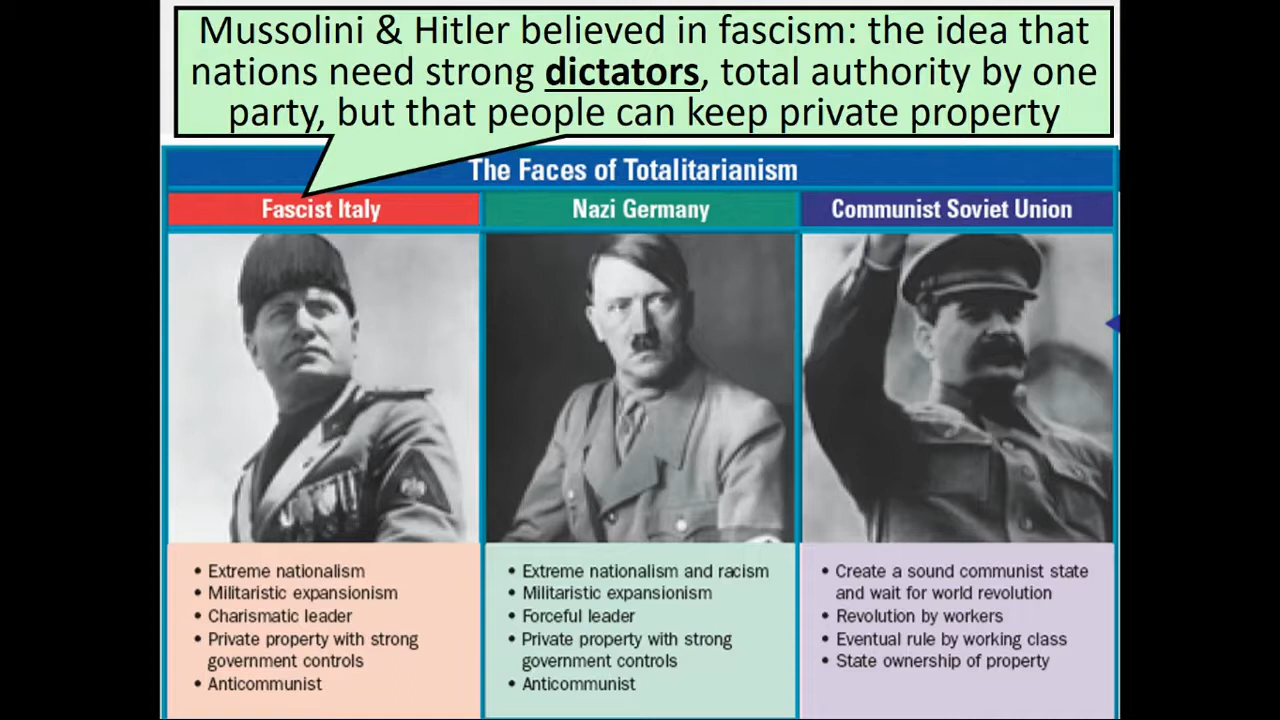 Mussolini & Hitler believed in fascism: the idea that
nations need strong dictators, total authority by one
party, but that people can keep private property
The Faces of Totalitarianism
Fascist Italy
• Extreme nationalism
• Militaristic expansionism
• Charismatic leader
• Private property with strong
government controls
• Anticommunist
Nazi Germany
• Extreme nationalism and racism
• Militaristic expansionism
• Forceful leader
• Private property with strong
government controls
• Anticommunist
Communist Soviet Union
• Create a sound communist state
and wait for world revolution
• Revolution by workers
• Eventual rule by working class
• State ownership of property